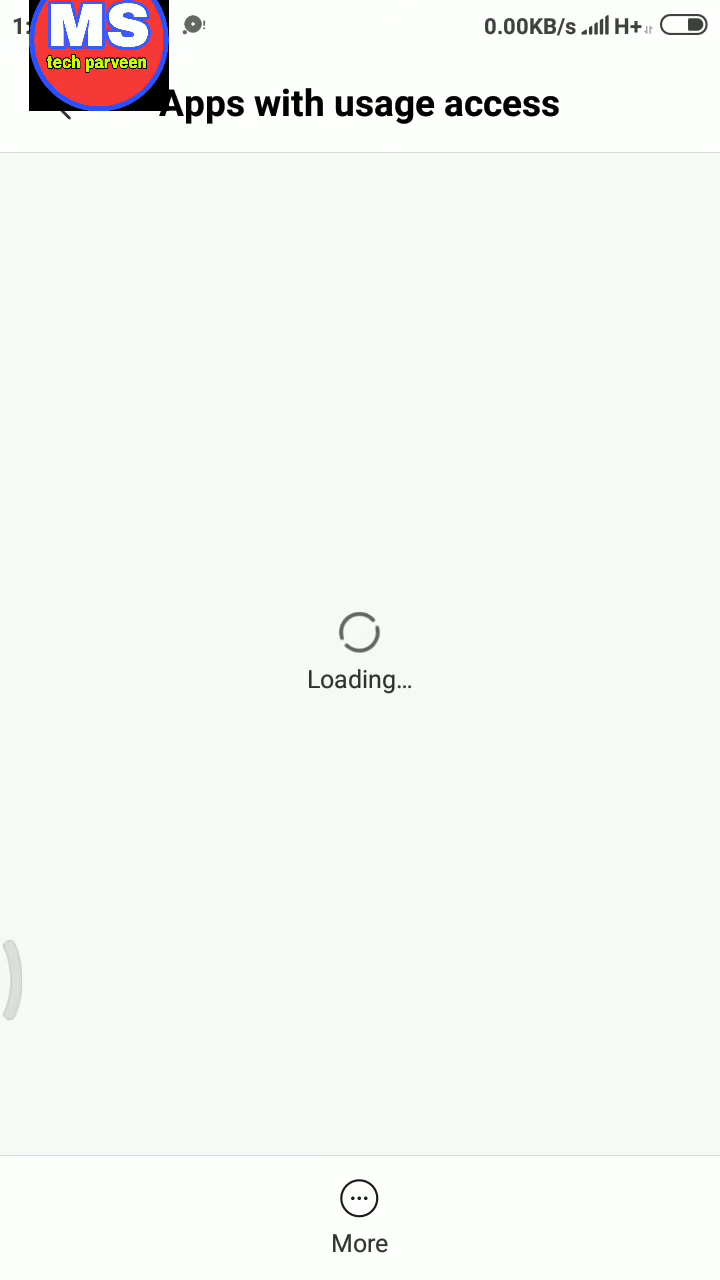 0.00KB/s H+
MS
tech parveen
Apps with usage access
Loading...
More